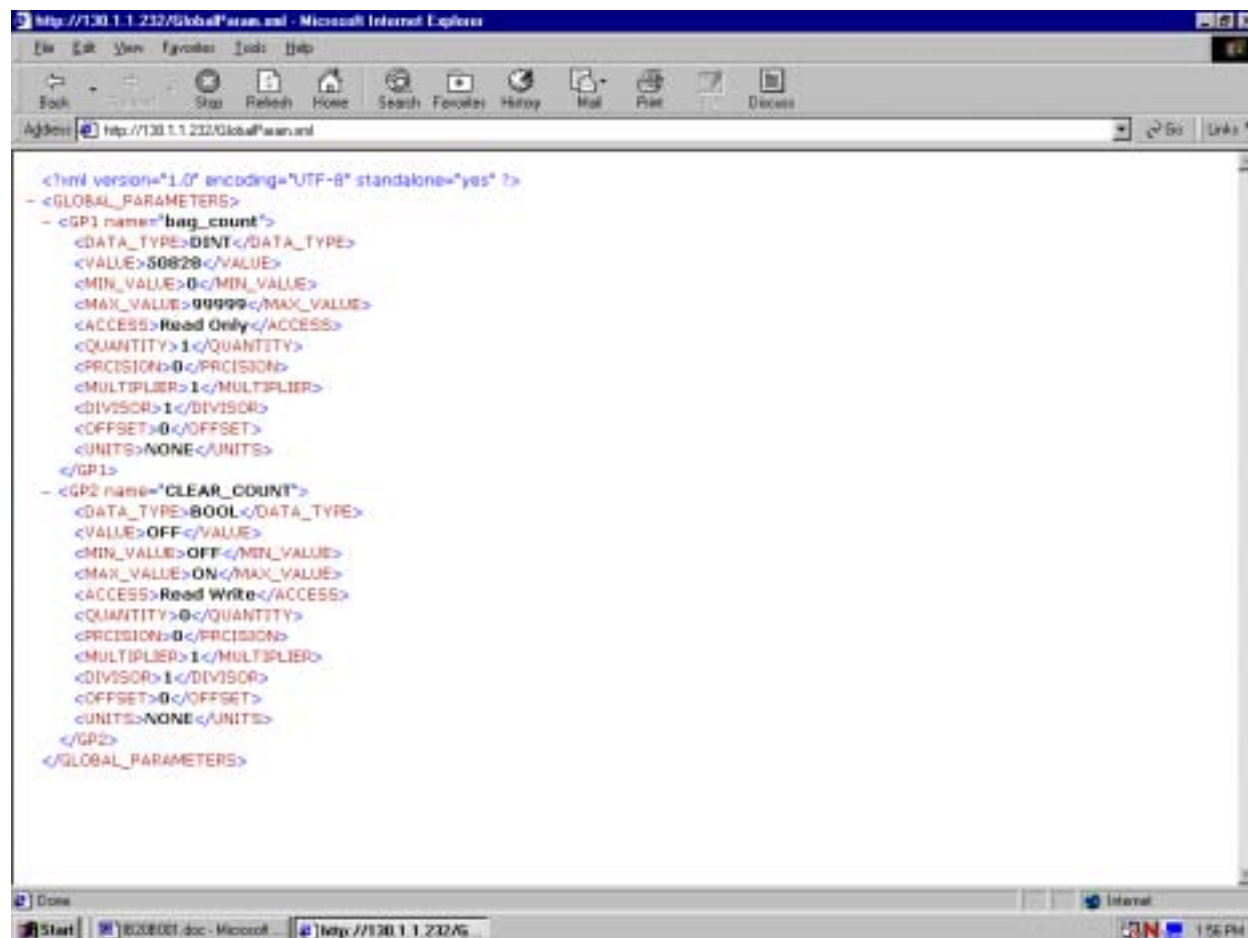 http://130.1.1.232/GlobalParam.xml - Microsoft Internet Explorer
File Edit View Favorites Tools Help
Back Stop Refresh Home Search Favorites History Mail Print Discuss
Address http://130.1.1.232/GlobalParam.xml Go Links
<?xml version="1.0" encoding="UTF-8" standalone="yes" ?>
- <GLOBAL_PARAMETERS>
- <GP1 name="bag_count">
<DATA_TYPE>DINT</DATA_TYPE>
<VALUE>50828</VALUE>
<MIN_VALUE>0</MIN_VALUE>
<MAX_VALUE>99999</MAX_VALUE>
<ACCESS>Read Only</ACCESS>
<QUANTITY>1</QUANTITY>
<PRCISION>0</PRCISION>
<MULTIPLIER>1</MULTIPLIER>
<DIVISOR>1</DIVISOR>
<OFFSET>0</OFFSET>
<UNITS>NONE</UNITS>
</GP1>
- <GP2 name="CLEAR_COUNT">
<DATA_TYPE>BOOL</DATA_TYPE>
<VALUE>OFF</VALUE>
<MIN_VALUE>OFF</MIN_VALUE>
<MAX_VALUE>ON</MAX_VALUE>
<ACCESS>Read Write</ACCESS>
<QUANTITY>0</QUANTITY>
<PRCISION>0</PRCISION>
<MULTIPLIER>1</MULTIPLIER>
<DIVISOR>1</DIVISOR>
<OFFSET>0</OFFSET>
<UNITS>NONE</UNITS>
</GP2>
</GLOBAL_PARAMETERS>
Done Internet
Start .doc - Microsoft ... http://130.1.1.232/G... 1:56 PM